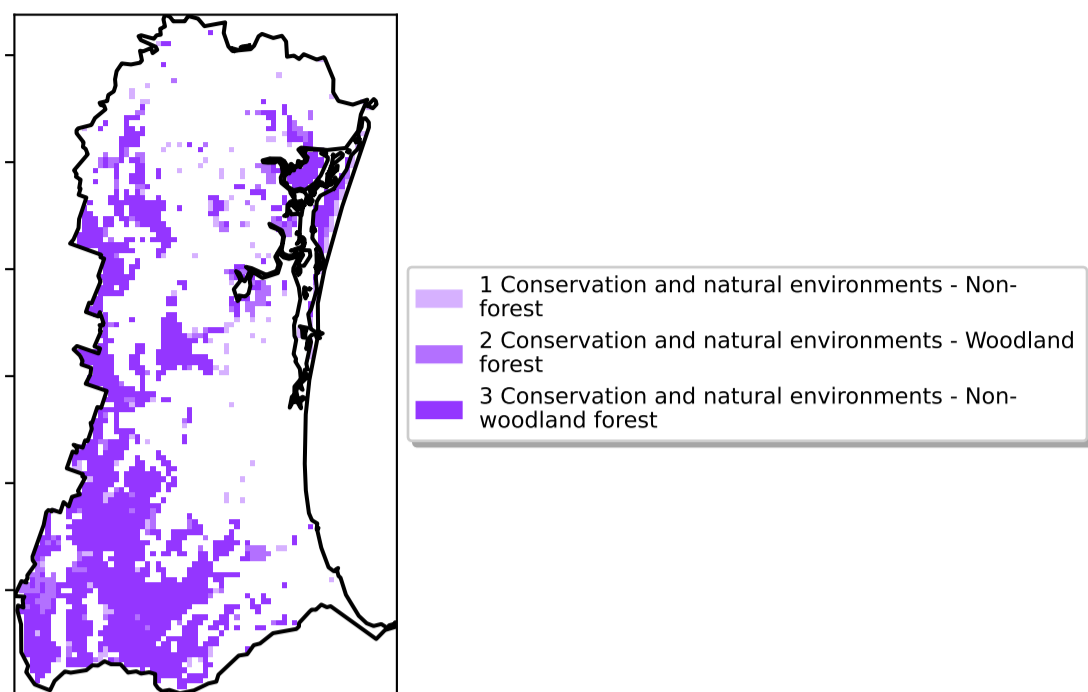 1 Conservation and natural environments - Non-
forest
2 Conservation and natural environments - Woodland
forest
3 Conservation and natural environments - Non-
woodland forest